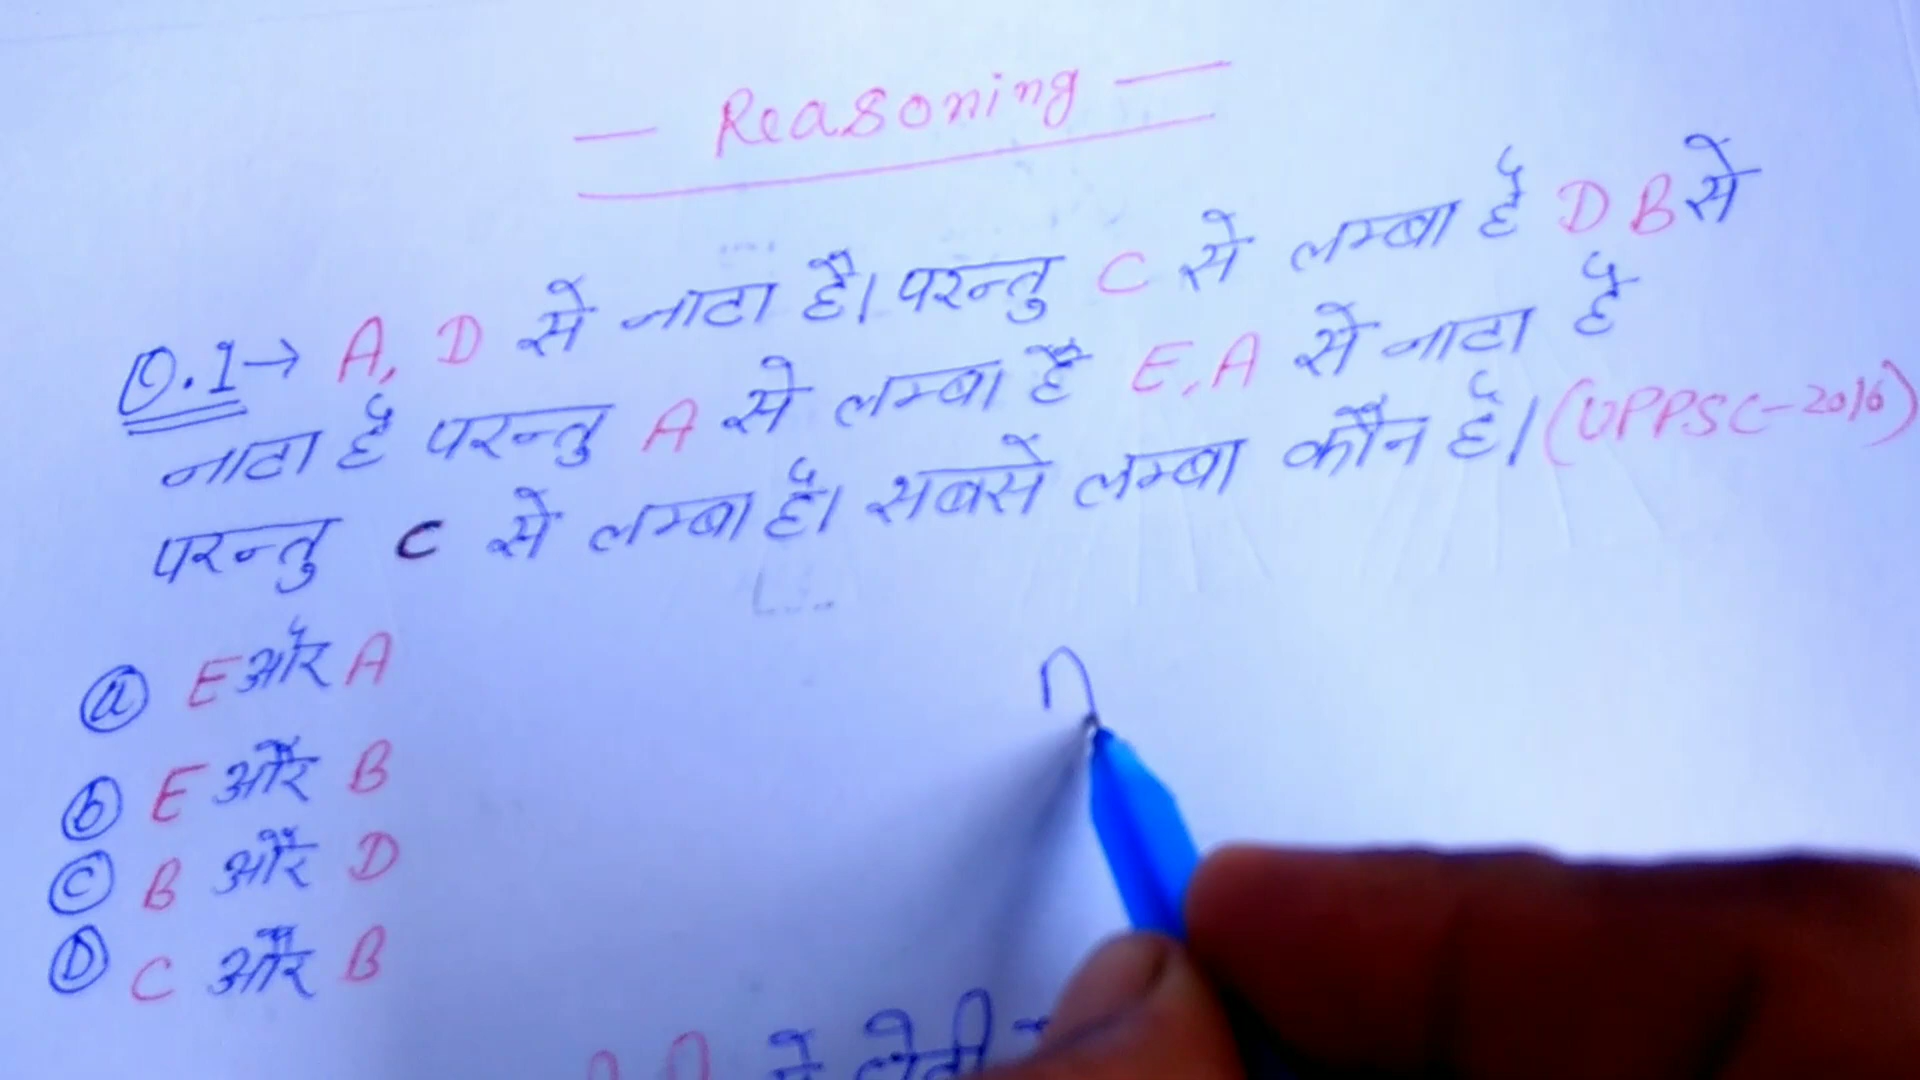 — Reasoning —
Q.1→ A, D से नाटा है। परन्तु C से लम्बा है D B से
नाटा है परन्तु A से लम्बा है E, A से नाटा है
परन्तु C से लम्बा है। सबसे लम्बा कौन है। (UPPSC-2016)
(a) E और A
(b) E और B
(c) B और D
(D) C और B